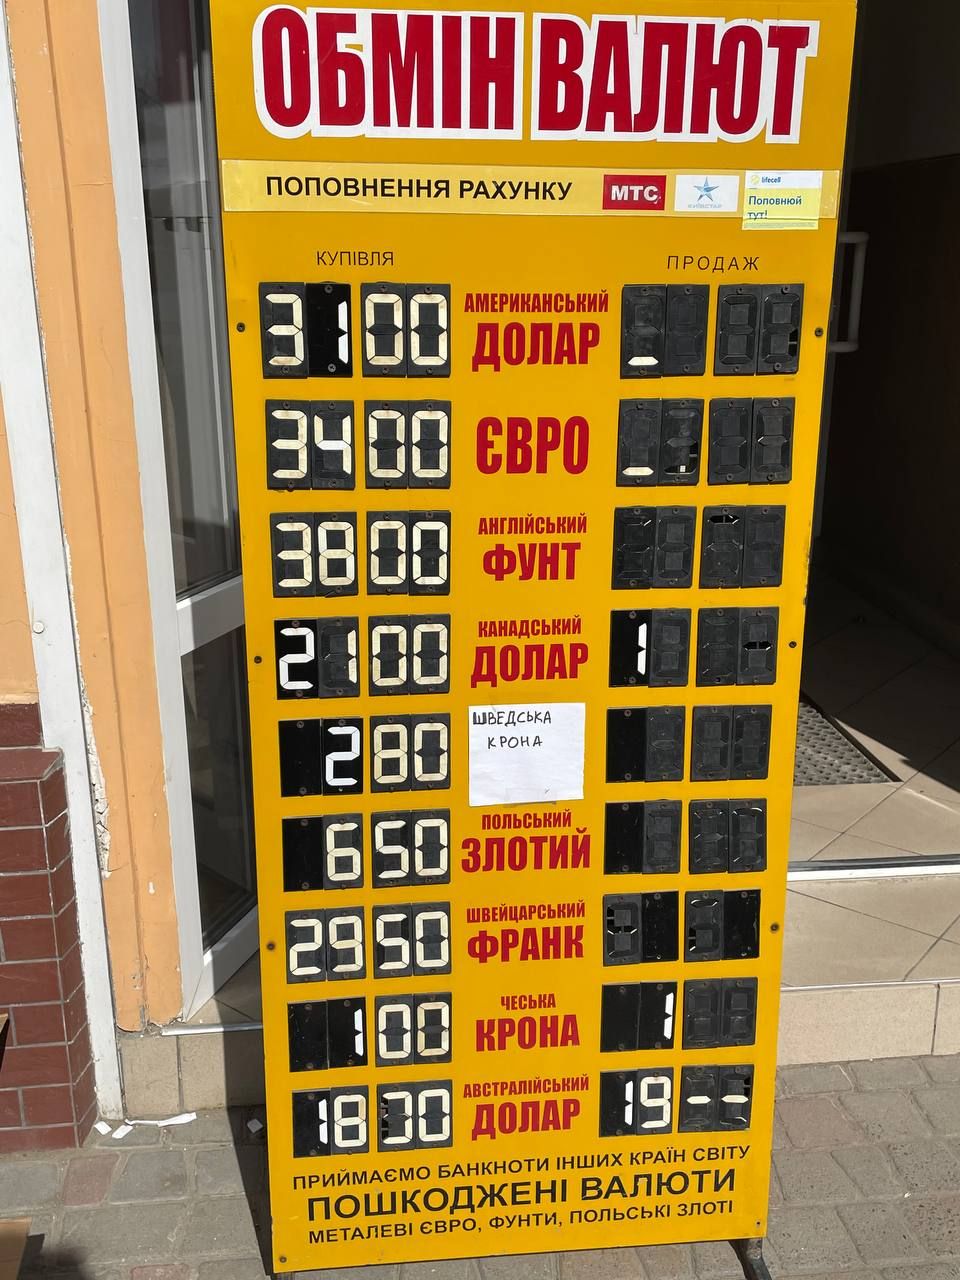 ОБМІН ВАЛЮТ
ПОПОВНЕННЯ РАХУНКУ МТС КИЇВСТАР lifecell
Поповнюй
тут!
КУПІВЛЯ ПРОДАЖ
31 00 АМЕРИКАНСЬКИЙ
ДОЛАР
34 00 ЄВРО
38 00 АНГЛІЙСЬКИЙ
ФУНТ
21 00 КАНАДСЬКИЙ
ДОЛАР 1
2 80 ШВЕДСЬКА
КРОНА
6 50 ПОЛЬСЬКИЙ
ЗЛОТИЙ
29 50 ШВЕЙЦАРСЬКИЙ
ФРАНК
1 00 ЧЕСЬКА
КРОНА 1
18 АВСТРАЛІЙСЬКИЙ
ДОЛАР 19
ПРИЙМАЄМО БАНКНОТИ ІНШИХ КРАЇН СВІТУ
ПОШКОДЖЕНІ ВАЛЮТИ
МЕТАЛЕВІ ЄВРО, ФУНТИ, ПОЛЬСЬКІ ЗЛОТІ